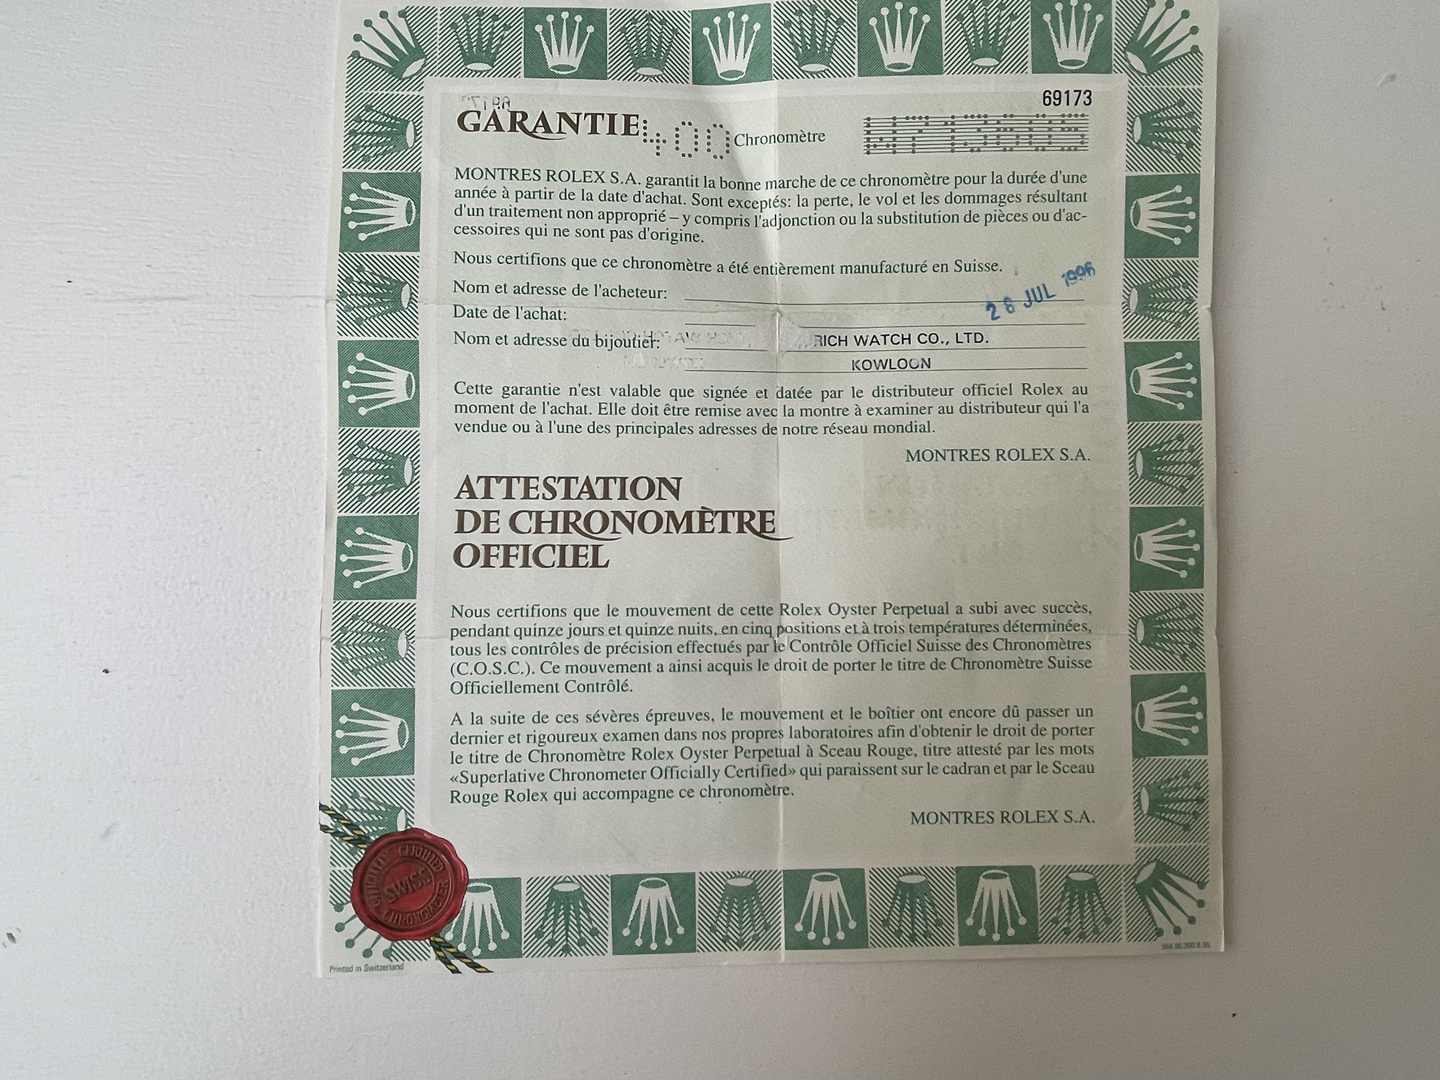 69173
GARANTIE 400 Chronomètre
MONTRES ROLEX S.A. garantit la bonne marche de ce chronomètre pour la durée d'une
année à partir de la date d'achat. Sont exceptés: la perte, le vol et les dommages résultant
d'un traitement non approprié – y compris l'adjonction ou la substitution de pièces ou d'ac-
cessoires qui ne sont pas d'origine.
Nous certifions que ce chronomètre a été entièrement manufacturé en Suisse.
Nom et adresse de l'acheteur:
28 JUL 1996
Date de l'achat:
Nom et adresse du bijoutier: RICH WATCH CO., LTD.
KOWLOON
Cette garantie n'est valable que signée et datée par le distributeur officiel Rolex au
moment de l'achat. Elle doit être remise avec la montre à examiner au distributeur qui l'a
vendue ou à l'une des principales adresses de notre réseau mondial.
MONTRES ROLEX S.A.
ATTESTATION
DE CHRONOMÈTRE
OFFICIEL
Nous certifions que le mouvement de cette Rolex Oyster Perpetual a subi avec succès,
pendant quinze jours et quinze nuits, en cinq positions et à trois températures déterminées,
tous les contrôles de précision effectués par le Contrôle Officiel Suisse des Chronomètres
(C.O.S.C.). Ce mouvement a ainsi acquis le droit de porter le titre de Chronomètre Suisse
Officiellement Contrôlé.
A la suite de ces sévères épreuves, le mouvement et le boîtier ont encore dû passer un
dernier et rigoureux examen dans nos propres laboratoires afin d'obtenir le droit de porter
le titre de Chronomètre Rolex Oyster Perpetual à Sceau Rouge, titre attesté par les mots
«Superlative Chronometer Officially Certified» qui paraissent sur le cadran et par le Sceau
Rouge Rolex qui accompagne ce chronomètre.
MONTRES ROLEX S.A.
OFFICIALLY CERTIFIED
SWISS
CHRONOMETER
Printed in Switzerland